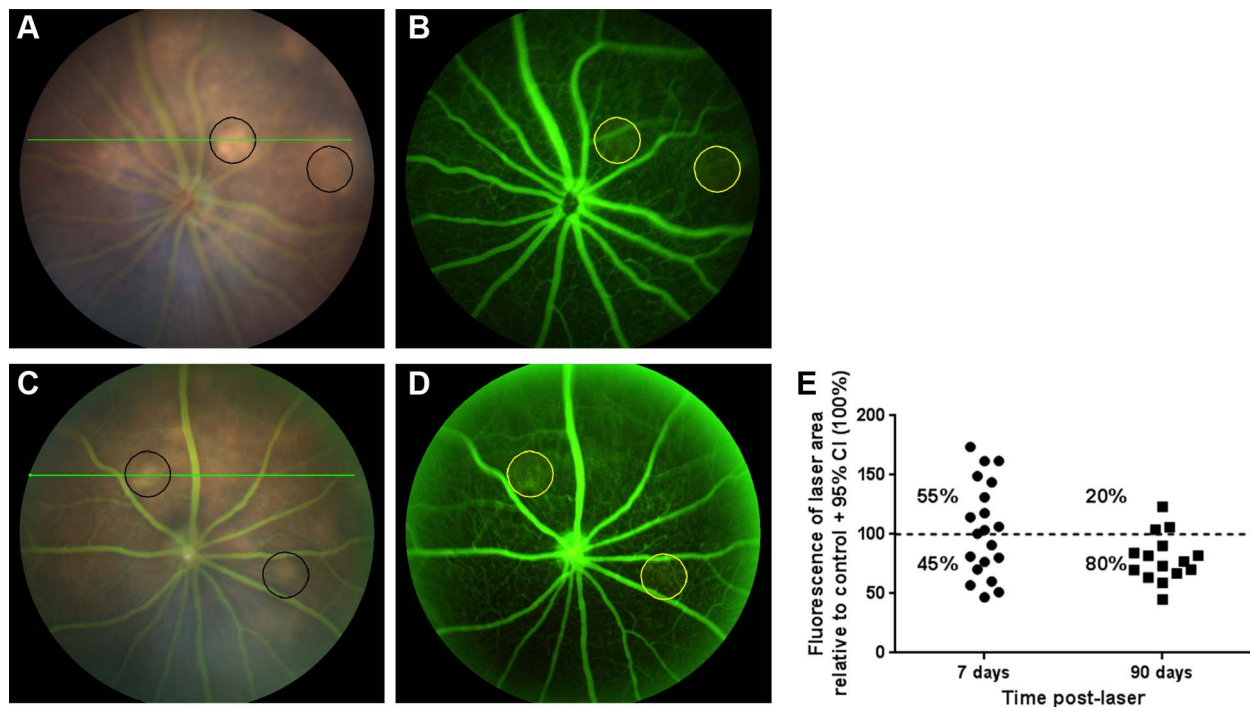 A
B
C
D
E
Fluorescence of laser area
relative to control + 95% CI (100%)
200
150
100
50
0
55%
45%
20%
80%
7 days
90 days
Time post-laser